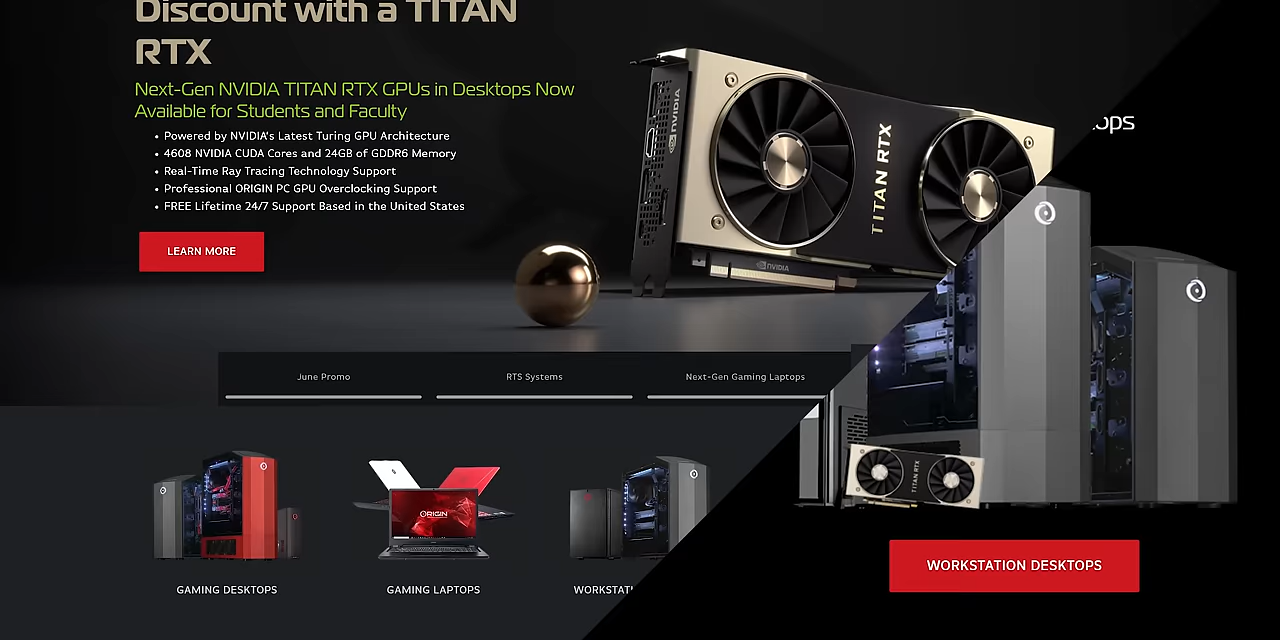 Discount with a TITAN
RTX
Next-Gen NVIDIA TITAN RTX GPUs in Desktops Now
Available for Students and Faculty
• Powered by NVIDIA's Latest Turing GPU Architecture
• 4608 NVIDIA CUDA Cores and 24GB of GDDR6 Memory
• Real-Time Ray Tracing Technology Support
• Professional ORIGIN PC GPU Overclocking Support
• FREE Lifetime 24/7 Support Based in the United States
LEARN MORE
NVIDIA
TITAN RTX
NVIDIA
June Promo
RTS Systems
Next-Gen Gaming Laptops
TITAN RTX
ORIGIN
GAMING DESKTOPS
GAMING LAPTOPS
WORKSTATIONS DESKTOPS